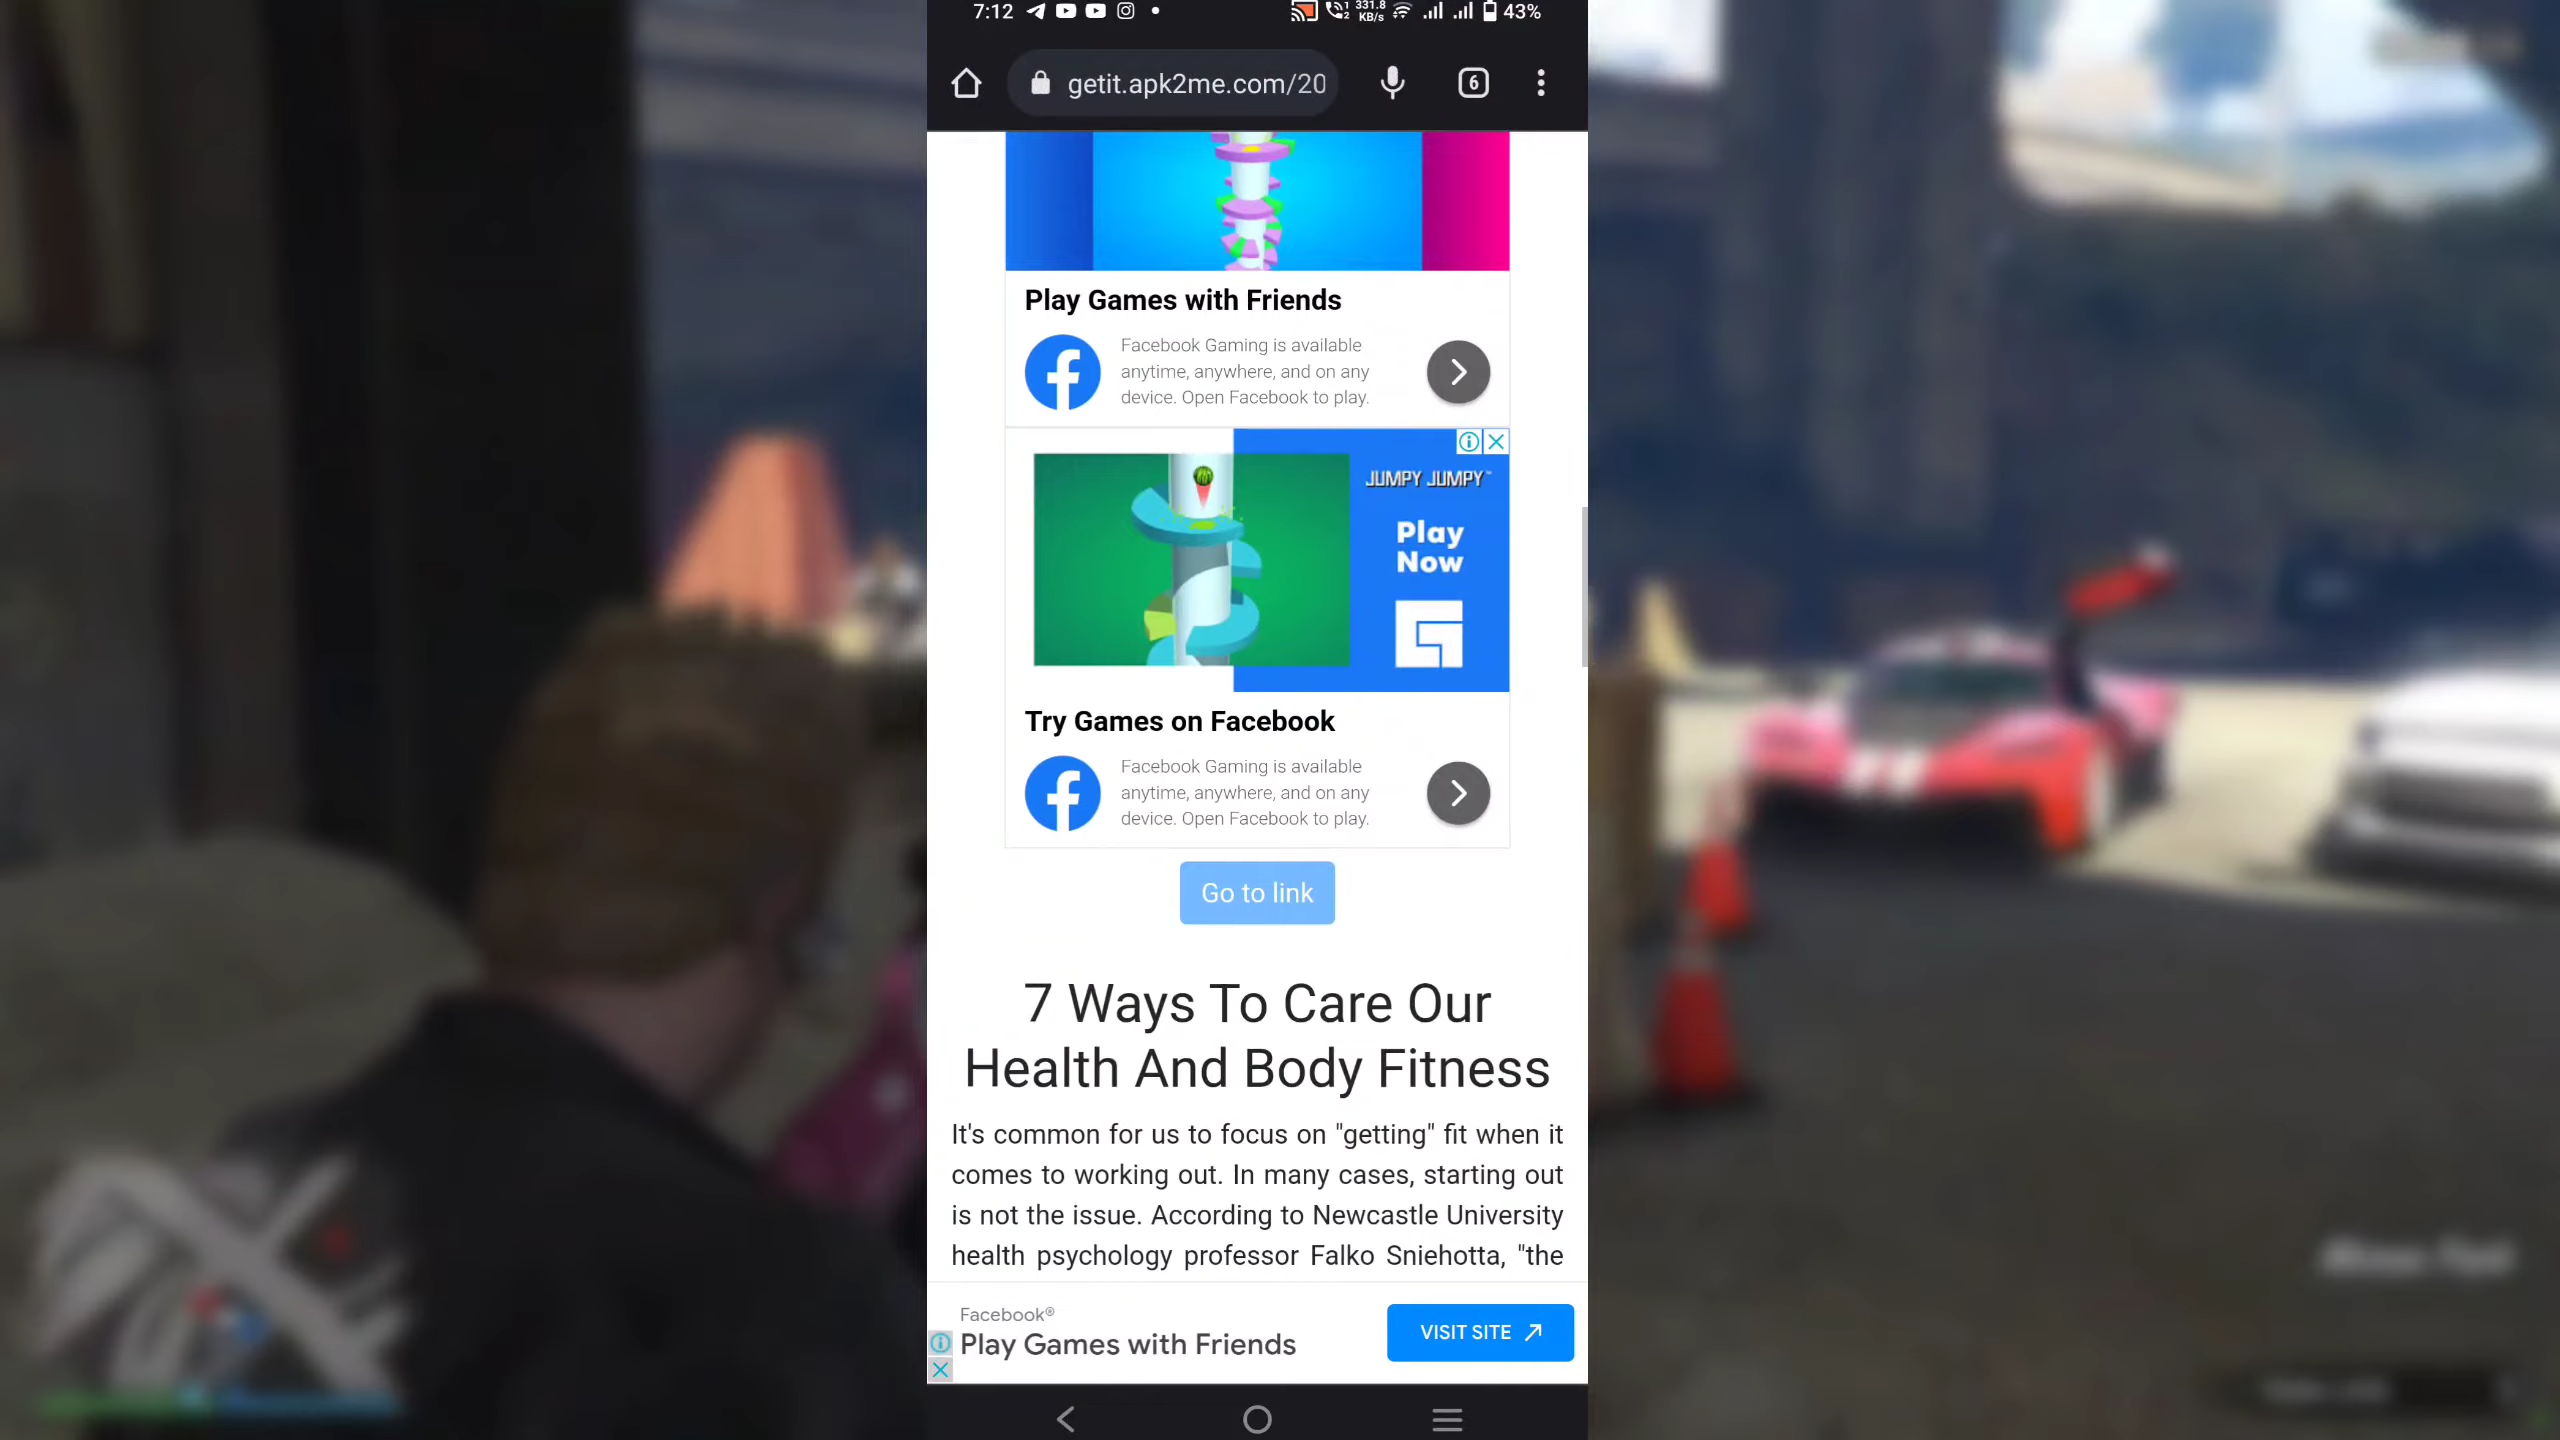 7:12
331.8
KB/s
43%
getit.apk2me.com/20
6
Play Games with Friends
Facebook Gaming is available
anytime, anywhere, and on any
device. Open Facebook to play.
JUMPY JUMPY™
Play
Now
Try Games on Facebook
Facebook Gaming is available
anytime, anywhere, and on any
device. Open Facebook to play.
Go to link
7 Ways To Care Our
Health And Body Fitness
It's common for us to focus on "getting" fit when it
comes to working out. In many cases, starting out
is not the issue. According to Newcastle University
health psychology professor Falko Sniehotta, "the
Facebook®
Play Games with Friends
VISIT SITE